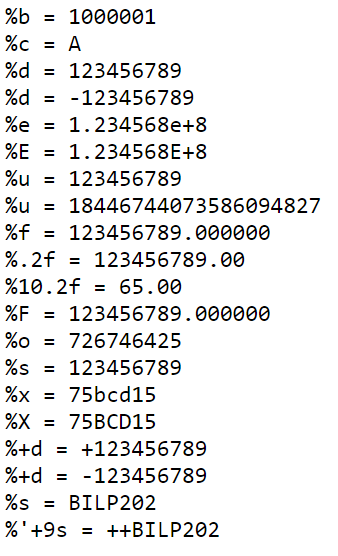 %b = 1000001
%c = A
%d = 123456789
%d = -123456789
%e = 1.234568e+8
%E = 1.234568E+8
%u = 123456789
%u = 18446744073586094827
%f = 123456789.000000
%.2f = 123456789.00
%10.2f = 65.00
%F = 123456789.000000
%o = 726746425
%s = 123456789
%x = 75bcd15
%X = 75BCD15
%+d = +123456789
%+d = -123456789
%s = BILP202
%'+9s = ++BILP202